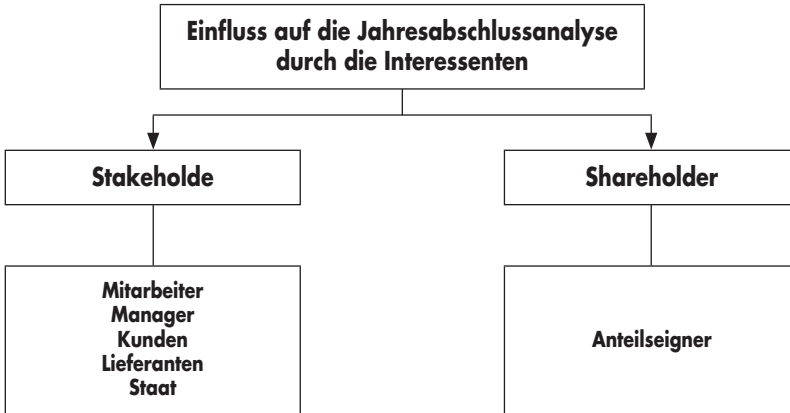 Einfluss auf die Jahresabschlussanalyse
durch die Interessenten
Stakeholde
Shareholder
Mitarbeiter
Manager
Kunden
Lieferanten
Staat
Anteilseigner